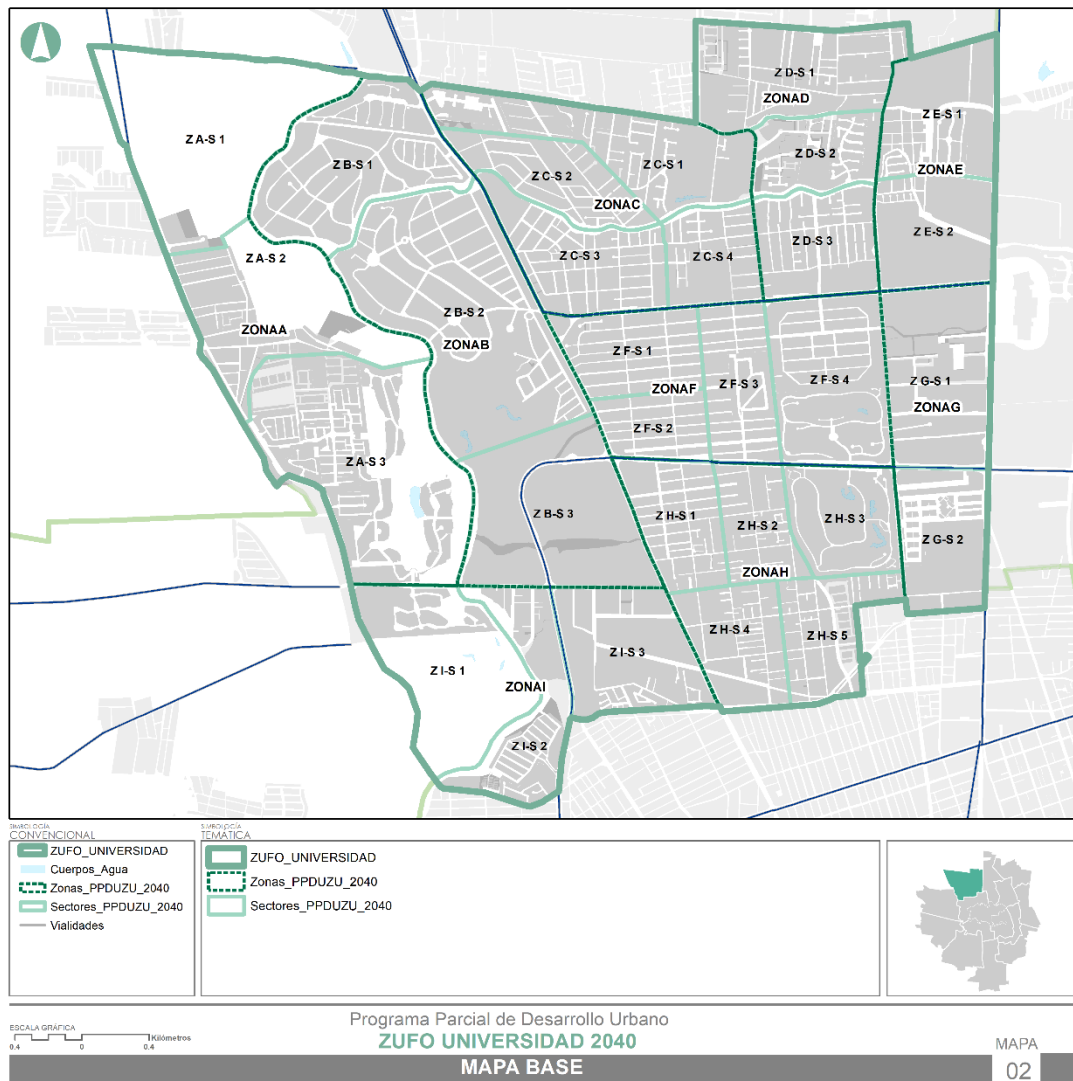 Z D-S 1
ZONAD
Z E-S 1
Z A-S 1
Z B-S 1
Z C-S 1
Z D-S 2
Z C-S 2
ZONAE
ZONAC
Z E-S 2
Z D-S 3
Z A-S 2
Z C-S 3
Z C-S 4
Z B-S 2
ZONAA
ZONAB
Z F-S 1
Z F-S 3
Z F-S 4
Z G-S 1
ZONAF
ZONAG
Z F-S 2
Z A-S 3
Z B-S 3
Z H-S 1
Z H-S 2
Z H-S 3
Z G-S 2
ZONAH
Z H-S 4
Z H-S 5
Z I-S 3
Z I-S 1
ZONAI
Z I-S 2
SIMBOLOGÍA
CONVENCIONAL
ZUFO_UNIVERSIDAD
Cuerpos_Agua
Zonas_PPDUZU_2040
Sectores_PPDUZU_2040
Vialidades
SIMBOLOGÍA
TEMATICA
ZUFO_UNIVERSIDAD
Zonas_PPDUZU_2040
Sectores_PPDUZU_2040
ESCALA GRÁFICA
Kilómetros
0.4 0 0.4
Programa Parcial de Desarrollo Urbano
ZUFO UNIVERSIDAD 2040
MAPA BASE
MAPA
02